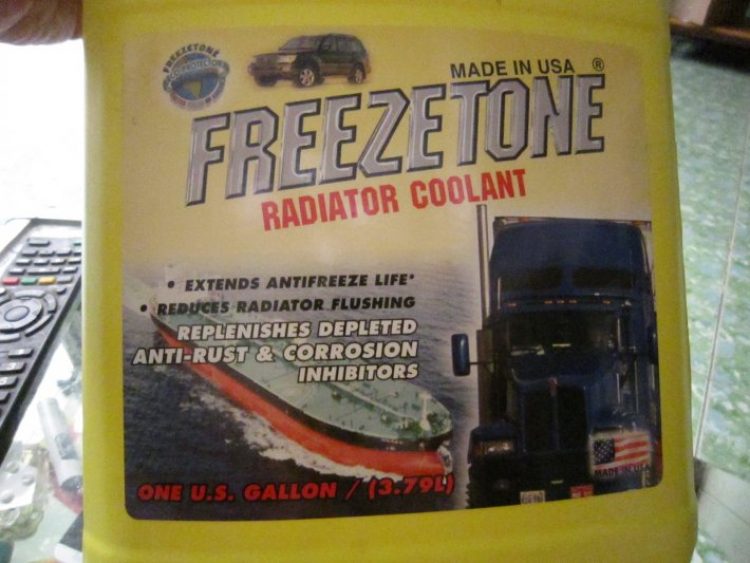 FREEZETONE
MADE IN USA ®
FREEZETONE
RADIATOR COOLANT
• EXTENDS ANTIFREEZE LIFE*
• REDUCES RADIATOR FLUSHING
REPLENISHES DEPLETED
ANTI-RUST & CORROSION
INHIBITORS
MADE IN USA
ONE U.S. GALLON / (3.79L)